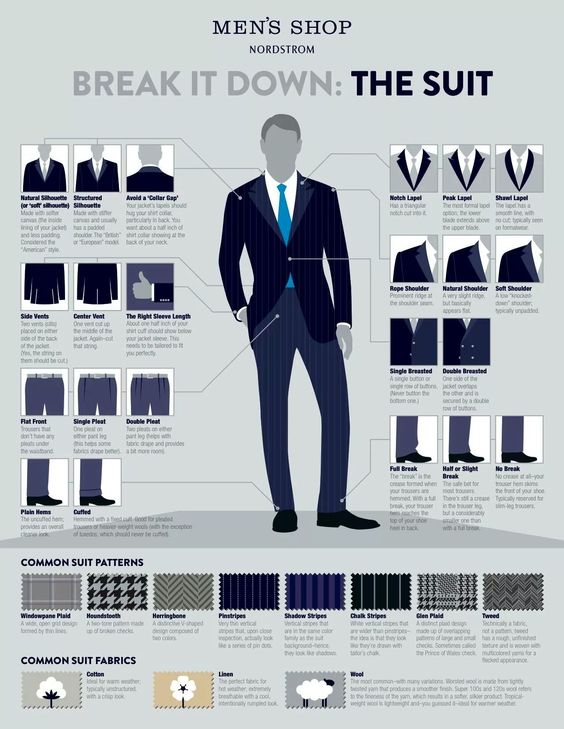 MEN'S SHOP
NORDSTROM
BREAK IT DOWN: THE SUIT
Natural Silhouette
(or 'soft' silhouette)
Made with softer
canvas (the inside
lining of your jacket)
and less padding.
Considered the
"American" style.
Structured
Silhouette
Made with stiffer
canvas and usually
has a padded
shoulder. The "British"
or "European" model.
Avoid a 'Collar Gap'
Your jacket's lapels should
hug your shirt collar,
particularly in back. You
want about a half inch of
shirt collar showing at the
back of your neck.
Notch Lapel
Has a triangular
notch cut into it.
Peak Lapel
The most formal lapel
option; the lower
blade extends above
the upper blade.
Shawl Lapel
The lapel has a
smooth line, with
no cut; typically seen
on formalwear.
Side Vents
Two vents (slits)
placed on either
side of the back
of the jacket.
(Yes, the string on
them should be cut.)
Center Vent
One vent cut up
the middle of the
jacket. Again–cut
that string.
The Right Sleeve Length
About one half inch of your
shirt cuff should show below
your jacket sleeve. This
needs to be tailored to fit
you perfectly.
Rope Shoulder
Prominent ridge at
the shoulder seam.
Natural Shoulder
A very slight ridge,
but basically
appears flat.
Soft Shoulder
A low "knocked-
down" shoulder;
typically unpadded.
Single Breasted
A single button or
single row of buttons.
(Never button the
bottom one.)
Double Breasted
One side of the
jacket overlaps
the other and is
secured by a double
row of buttons.
Flat Front
Trousers that
don't have any
pleats under
the waistband.
Single Pleat
One pleat on
either pant leg
(this helps some
fabrics drape better).
Double Pleat
Two pleats on either
pant leg (helps with
fabric drape and provides
a bit more room).
Full Break
The "break" is the
crease formed when
your trousers are
hemmed. With a full
break, your trouser
hem reaches the
top of your shoe
heel in back.
Half or Slight
Break
The safe bet for
most trousers.
There's still a crease
in the trouser leg,
but a considerably
smaller one than
with a full break.
No Break
No crease at all–your
trouser hem skims
the front of your shoe.
Typically reserved for
slim-leg trousers.
Plain Hems
The uncuffed hem;
provides an overall
cleaner look.
Cuffed
Hemmed with a fixed cuff. Good for pleated
trousers or heavier weight wools (with the exception
of tuxedos, which should never be cuffed).
COMMON SUIT PATTERNS
Windowpane Plaid
A wide, open grid design
formed by thin lines.
Houndstooth
A two-tone pattern made
up of broken checks.
Herringbone
A distinctive V-shaped
design composed of two
colors.
Pinstripes
Very thin vertical
stripes that, upon close
inspection, actually look
like a series of pin dots.
Shadow Stripes
Vertical stripes that
are in the same color
family as the suit
background–hence,
they look like shadows.
Chalk Stripes
White vertical stripes
that are wider than pinstripes–
the idea is that they look
like they're drawn with
tailor's chalk.
Glen Plaid
A distinct plaid design
made up of overlapping
patterns of large and small
checks. Sometimes called
the Prince of Wales check.
Tweed
Technically a fabric,
not a pattern, tweed
has a rough, unfinished
texture and is woven with
multicolored yarns for a
flecked appearance.
COMMON SUIT FABRICS
Cotton
Ideal for warm weather;
typically unstructured,
with a crisp look.
Linen
The perfect fabric for
hot weather; extremely
breathable with a cool,
intentionally rumpled look.
Wool
The most common–with many variations. Worsted wool is made from tightly
twisted yarn that produces a smoother finish. Super 100s and 120s wool refers
to the fineness of the yarn, which results in a softer, silkier product. Tropical-
weight wool is lightweight–and you guessed it–ideal for warmer weather.